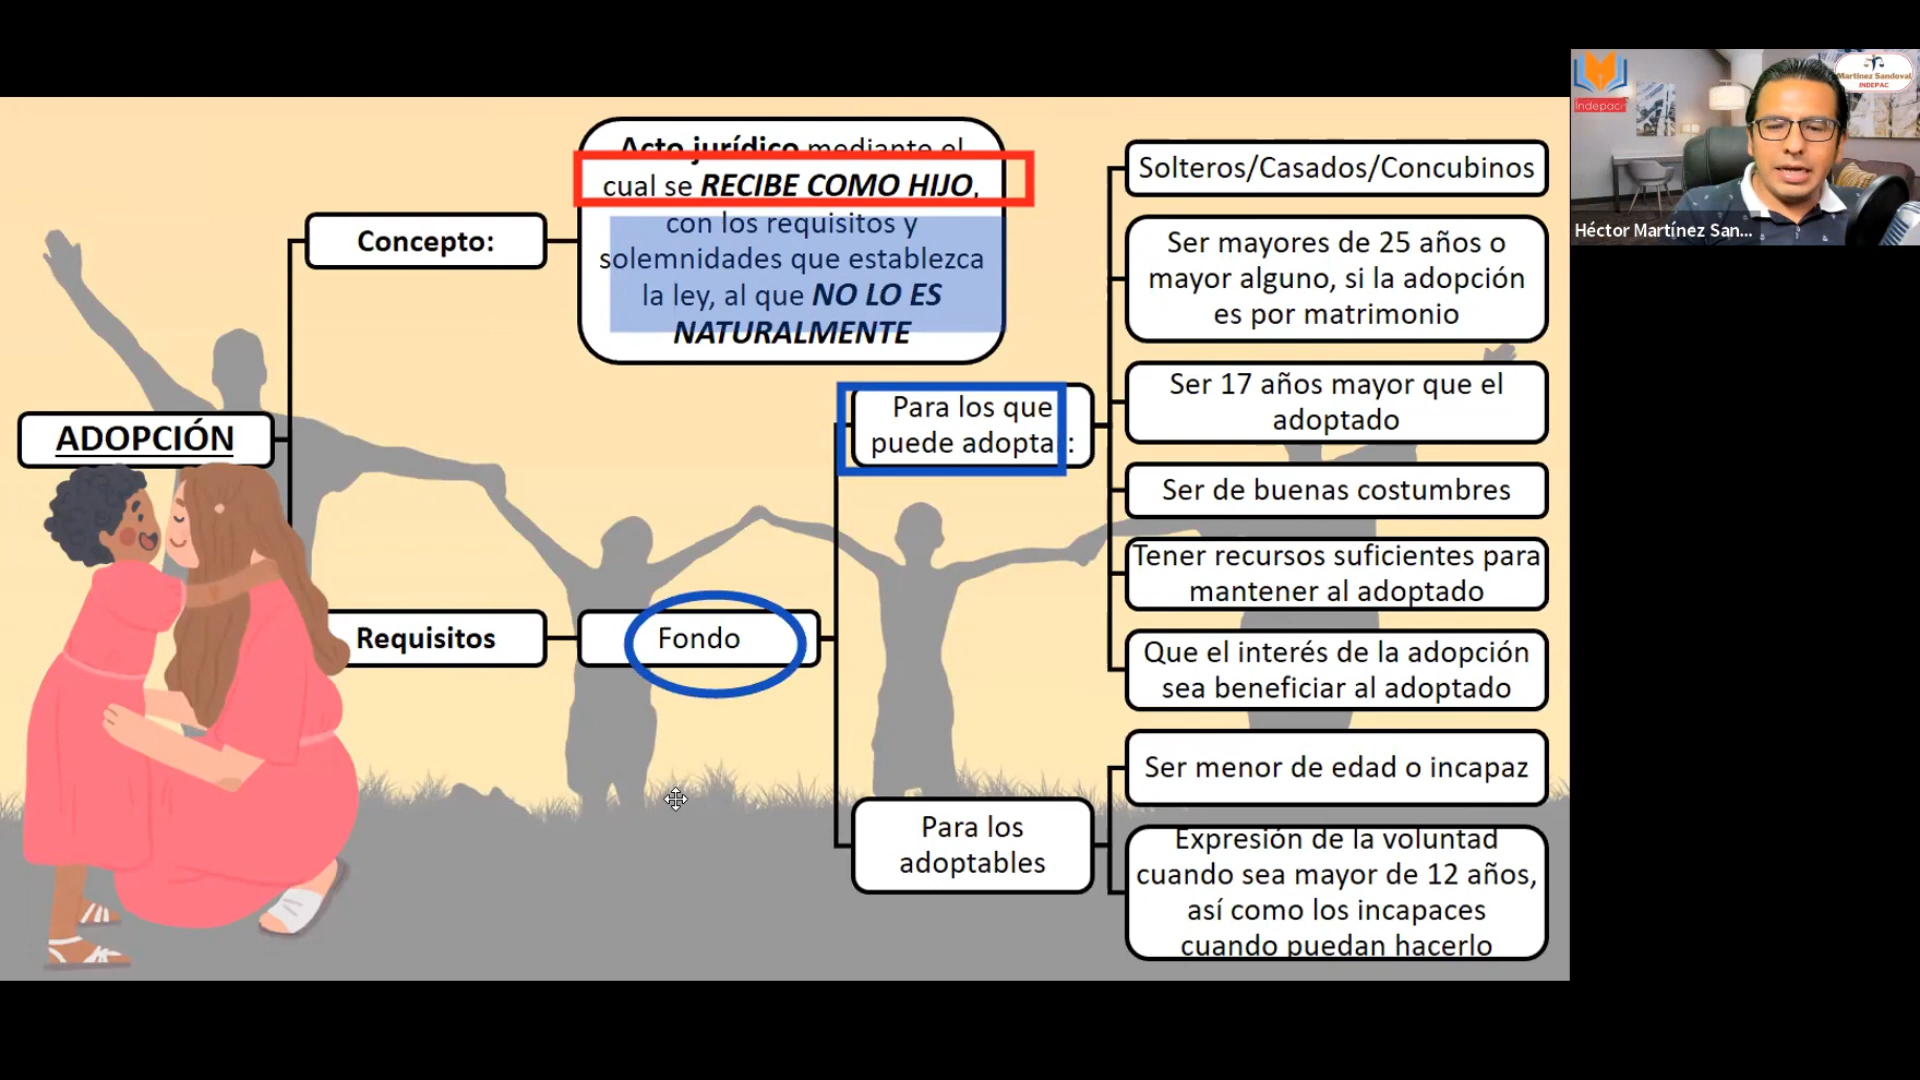 ADOPCIÓN
Concepto:
Acto jurídico mediante el
cual se RECIBE COMO HIJO,
con los requisitos y
solemnidades que establezca
la ley, al que NO LO ES
NATURALMENTE
Requisitos
Fondo
Para los que
puede adopta :
Solteros/Casados/Concubinos
Ser mayores de 25 años o
mayor alguno, si la adopción
es por matrimonio
Ser 17 años mayor que el
adoptado
Ser de buenas costumbres
Tener recursos suficientes para
mantener al adoptado
Que el interés de la adopción
sea beneficiar al adoptado
Para los
adoptables
Ser menor de edad o incapaz
Expresión de la voluntad
cuando sea mayor de 12 años,
así como los incapaces
cuando puedan hacerlo
Indepac
Martínez Sandoval
INDEPAC
Héctor Martínez San...